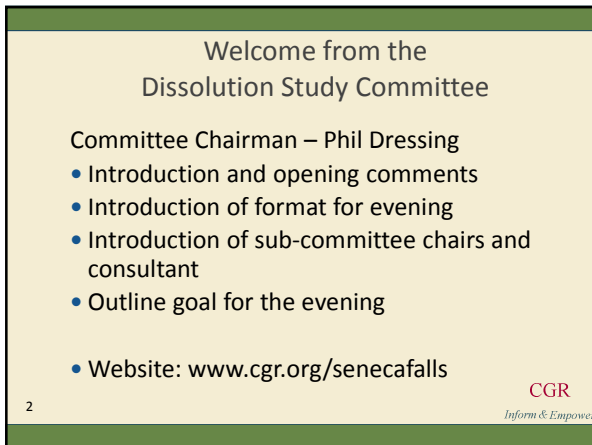 Welcome from the
Dissolution Study Committee
Committee Chairman – Phil Dressing
• Introduction and opening comments
• Introduction of format for evening
• Introduction of sub-committee chairs and
consultant
• Outline goal for the evening
• Website: www.cgr.org/senecafalls
CGR
Inform & Empower
2